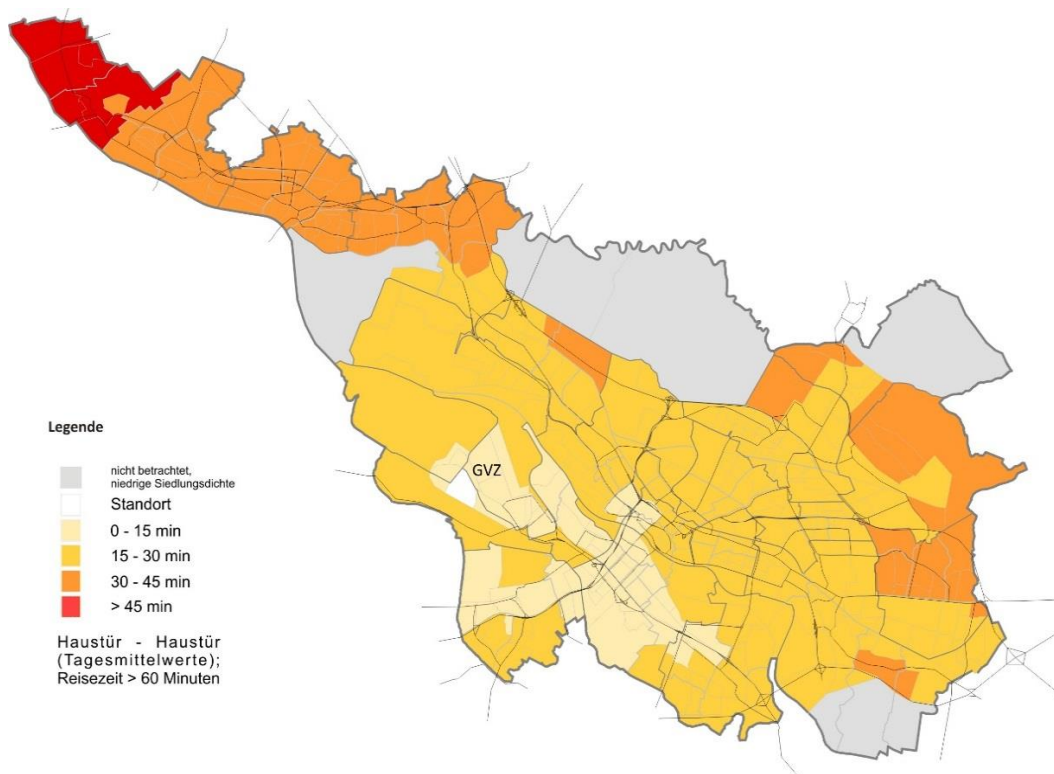 GVZ
Legende
nicht betrachtet,
niedrige Siedlungsdichte
Standort
0 - 15 min
15 - 30 min
30 - 45 min
> 45 min
Haustür - Haustür
(Tagesmittelwerte);
Reisezeit > 60 Minuten